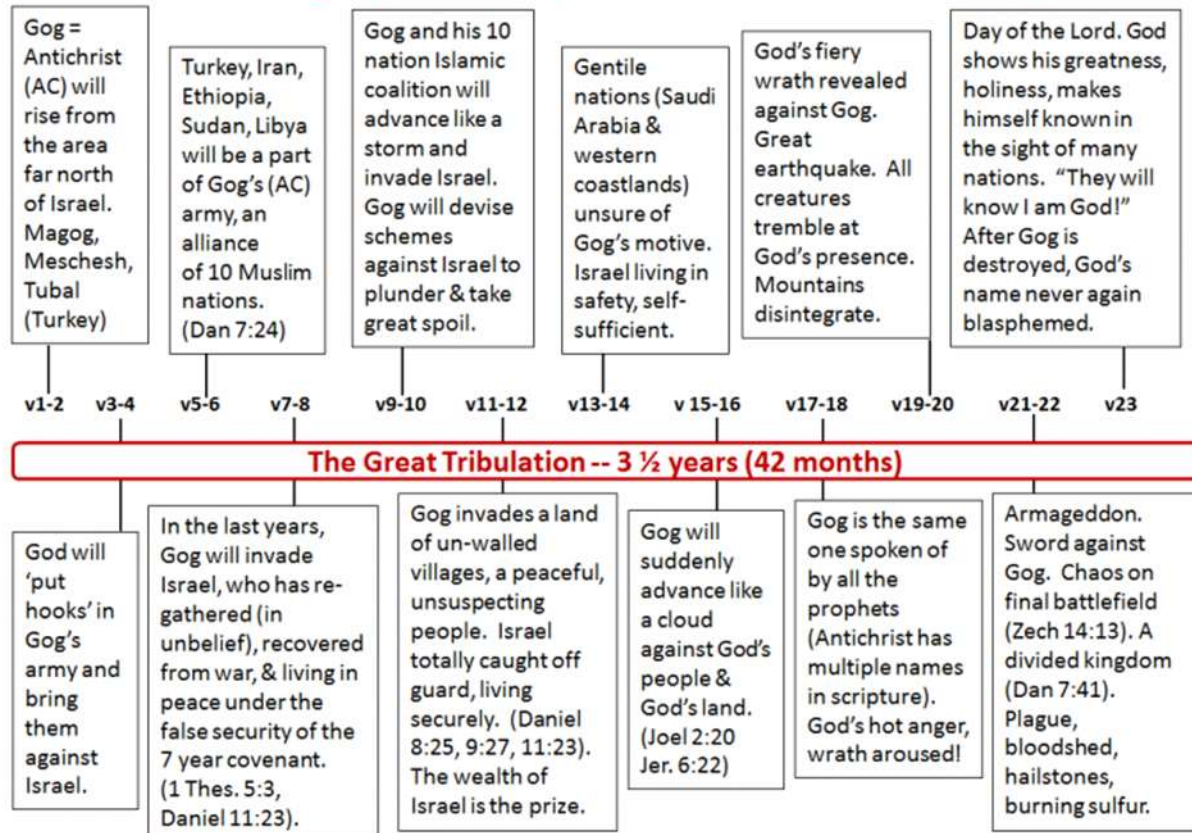 Gog =
Antichrist
(AC) will
rise from
the area
far north
of Israel.
Magog,
Meschesh,
Tubal
(Turkey)
Turkey, Iran,
Ethiopia,
Sudan, Libya
will be a part
of Gog's (AC)
army, an
alliance
of 10 Muslim
nations.
(Dan 7:24)
Gog and his 10
nation Islamic
coalition will
advance like a
storm and
invade Israel.
Gog will devise
schemes
against Israel to
plunder & take
great spoil.
Gentile
nations (Saudi
Arabia &
western
coastlands)
unsure of
Gog's motive.
Israel living in
safety, self-
sufficient.
God's fiery
wrath revealed
against Gog.
Great
earthquake. All
creatures
tremble at
God's presence.
Mountains
disintegrate.
Day of the Lord. God
shows his greatness,
holiness, makes
himself known in
the sight of many
nations. "They will
know I am God!"
After Gog is
destroyed, God's
name never again
blasphemed.
v1-2 v3-4 v5-6 v7-8 v9-10 v11-12 v13-14 v 15-16 v17-18 v19-20 v21-22 v23
The Great Tribulation -- 3 ½ years (42 months)
God will
'put
hooks' in
Gog's
army and
bring
them
against
Israel.
In the last years,
Gog will invade
Israel, who has re-
gathered (in
unbelief), recovered
from war, & living in
peace under the
false security of the
7 year covenant.
(1 Thes. 5:3,
Daniel 11:23).
Gog invades a land
of un-walled
villages, a peaceful,
unsuspecting
people. Israel
totally caught off
guard, living
securely. (Daniel
8:25, 9:27, 11:23).
The wealth of
Israel is the prize.
Gog will
suddenly
advance like
a cloud
against God's
people &
God's land.
(Joel 2:20
Jer. 6:22)
Gog is the same
one spoken of
by all the
prophets
(Antichrist has
multiple names
in scripture).
God's hot anger,
wrath aroused!
Armageddon.
Sword against
Gog. Chaos on
final battlefield
(Zech 14:13). A
divided kingdom
(Dan 7:41).
Plague,
bloodshed,
hailstones,
burning sulfur.